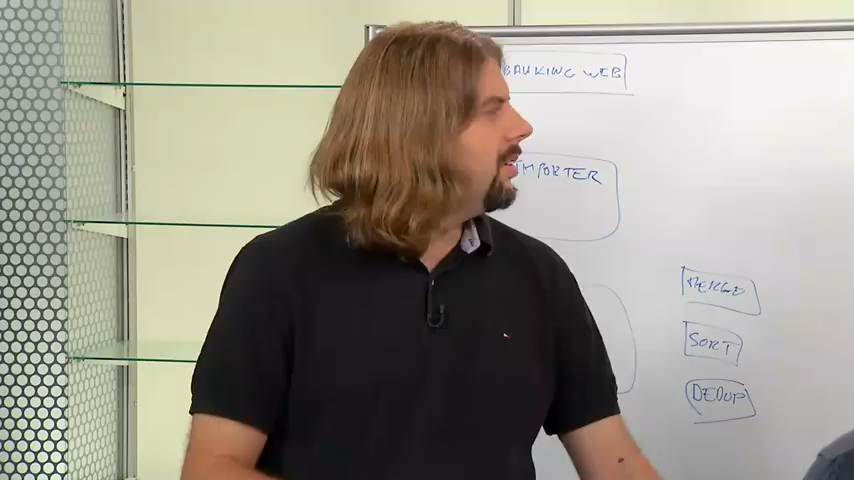 BANKING WEB
IMPORTER
MERGE
SORT
DEDUP